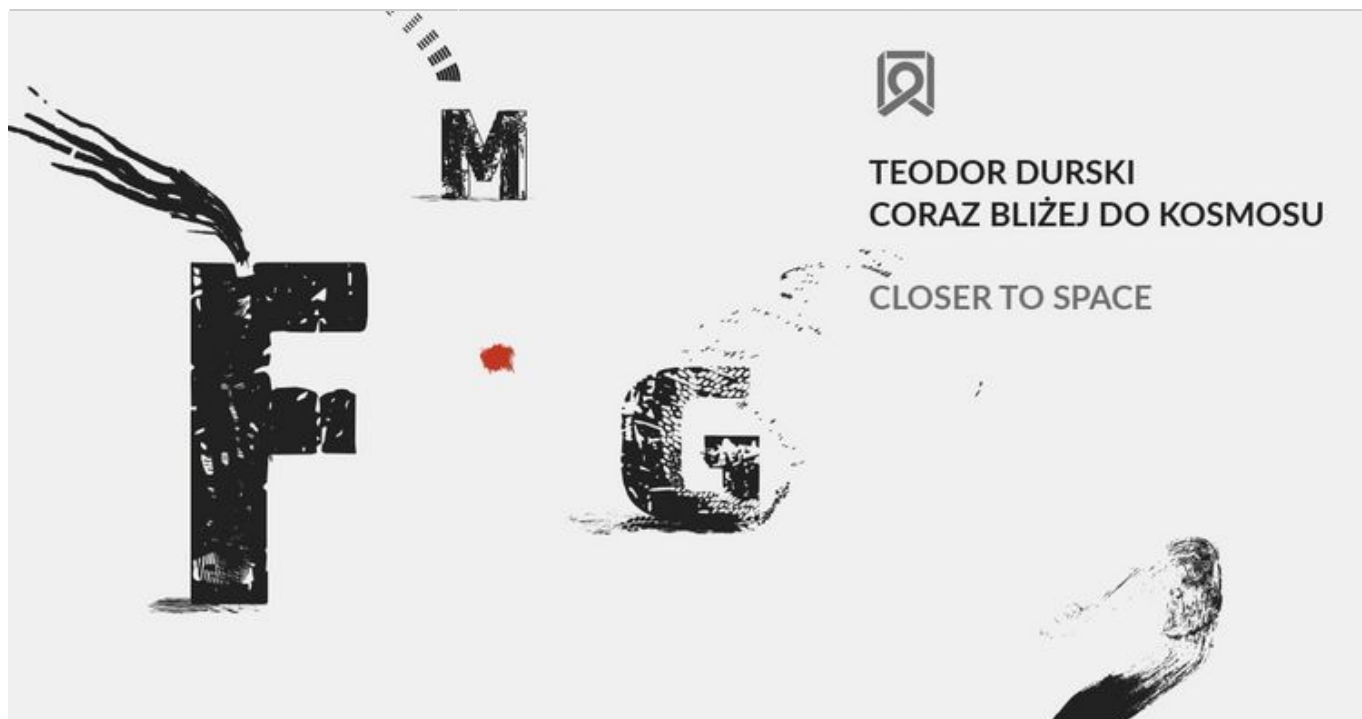 M
F
G
TEODOR DURSKI
CORAZ BLIŻEJ DO KOSMOSU
CLOSER TO SPACE